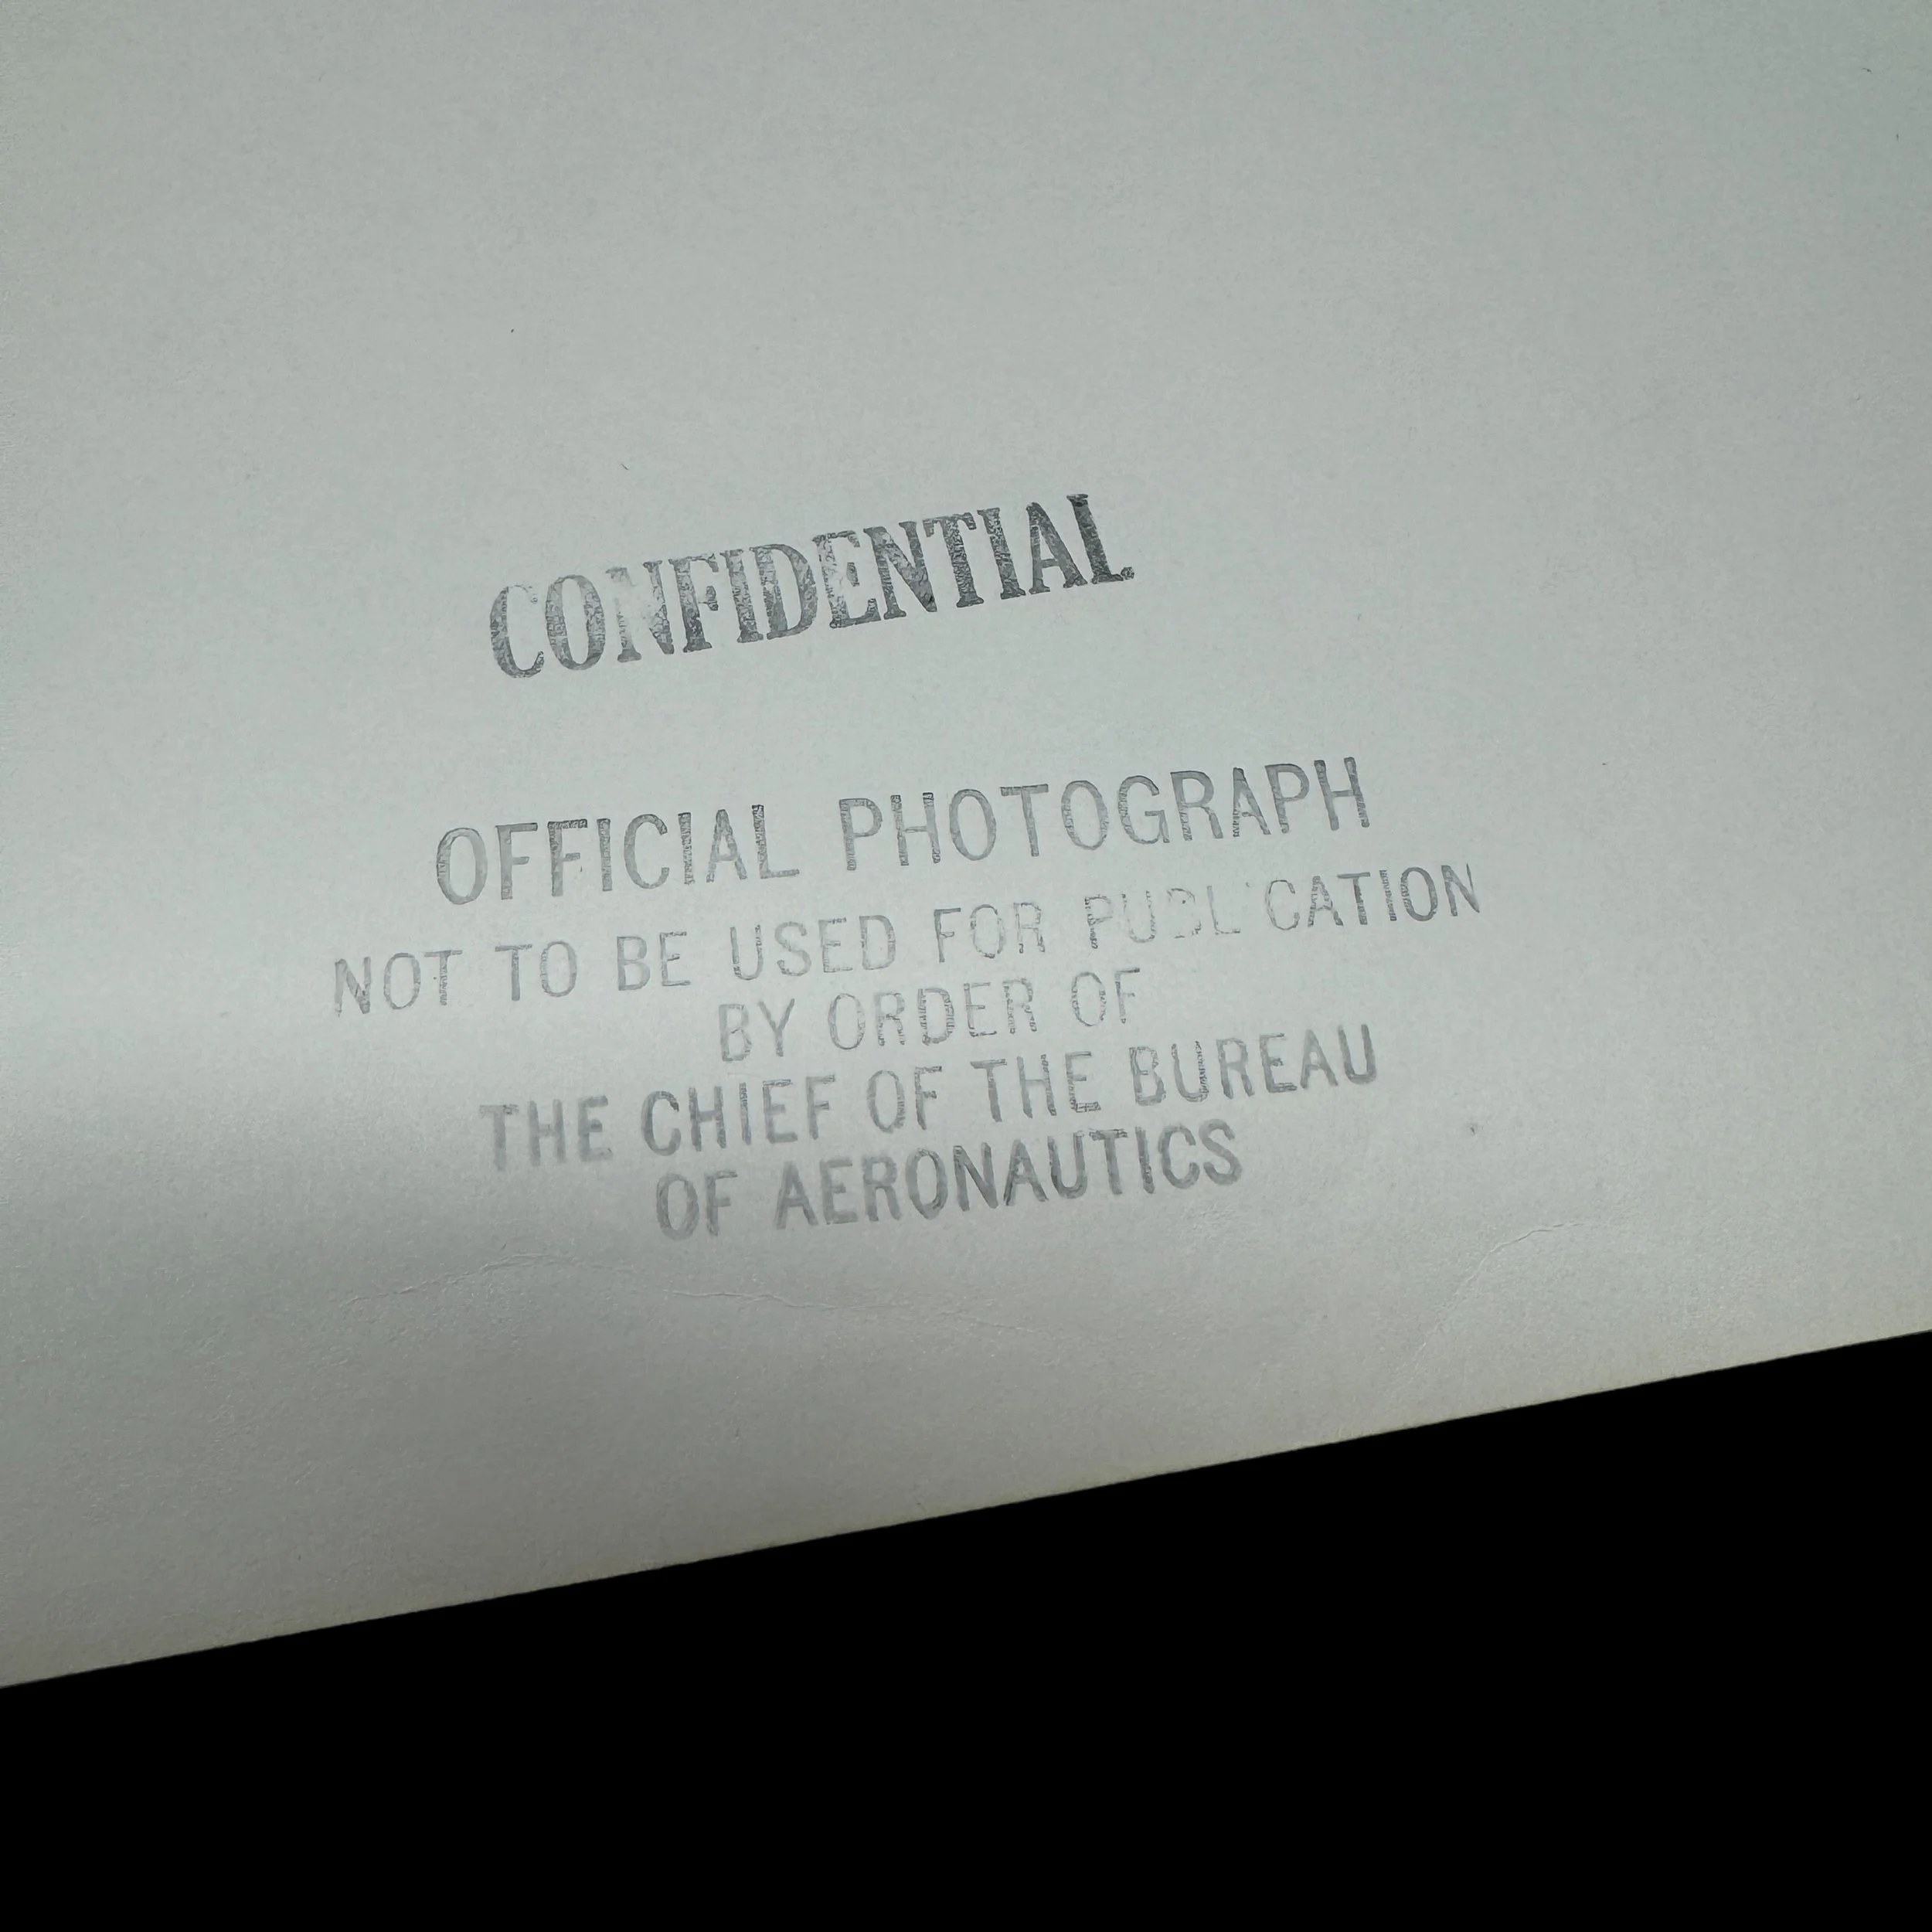 CONFIDENTIAL
OFFICIAL PHOTOGRAPH
NOT TO BE USED FOR PUBLICATION
BY ORDER OF
THE CHIEF OF THE BUREAU
OF AERONAUTICS